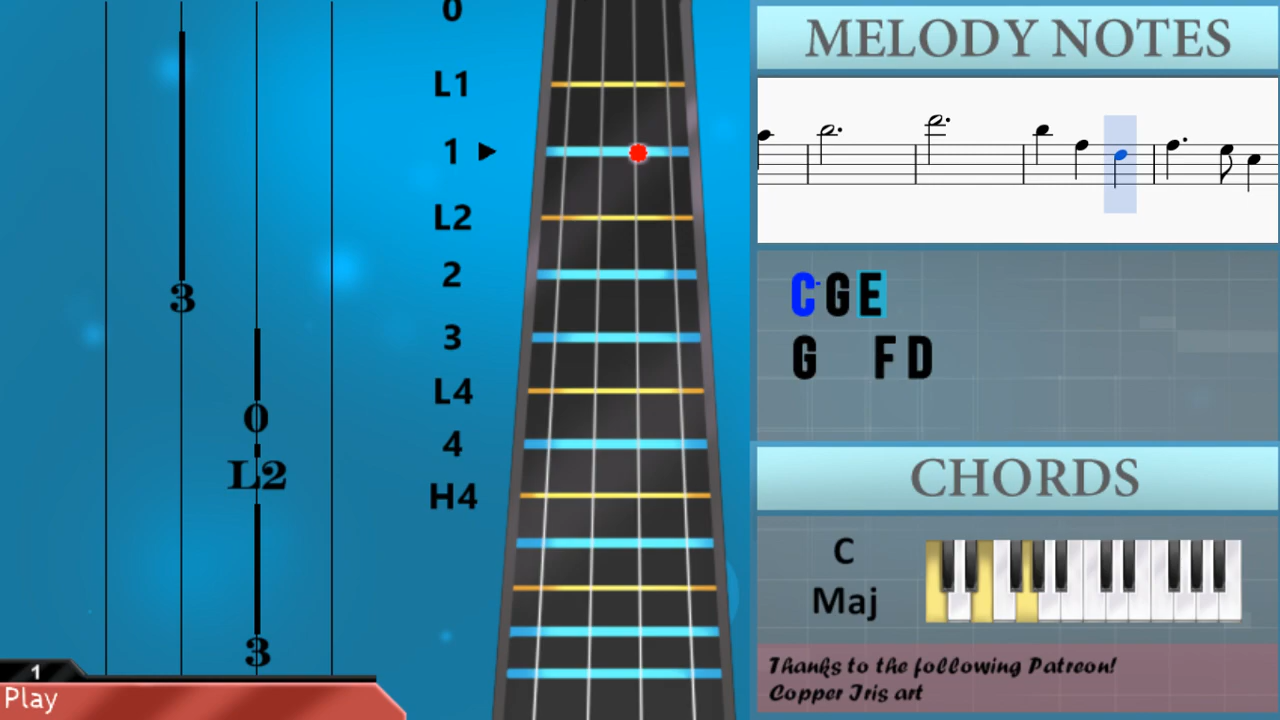 0
L1
1
L2
2
3
L4
4
H4
3
0
L2
3
1
Play
MELODY NOTES
C G E
G F D
CHORDS
C
Maj
Thanks to the following Patreon!
Copper Iris art